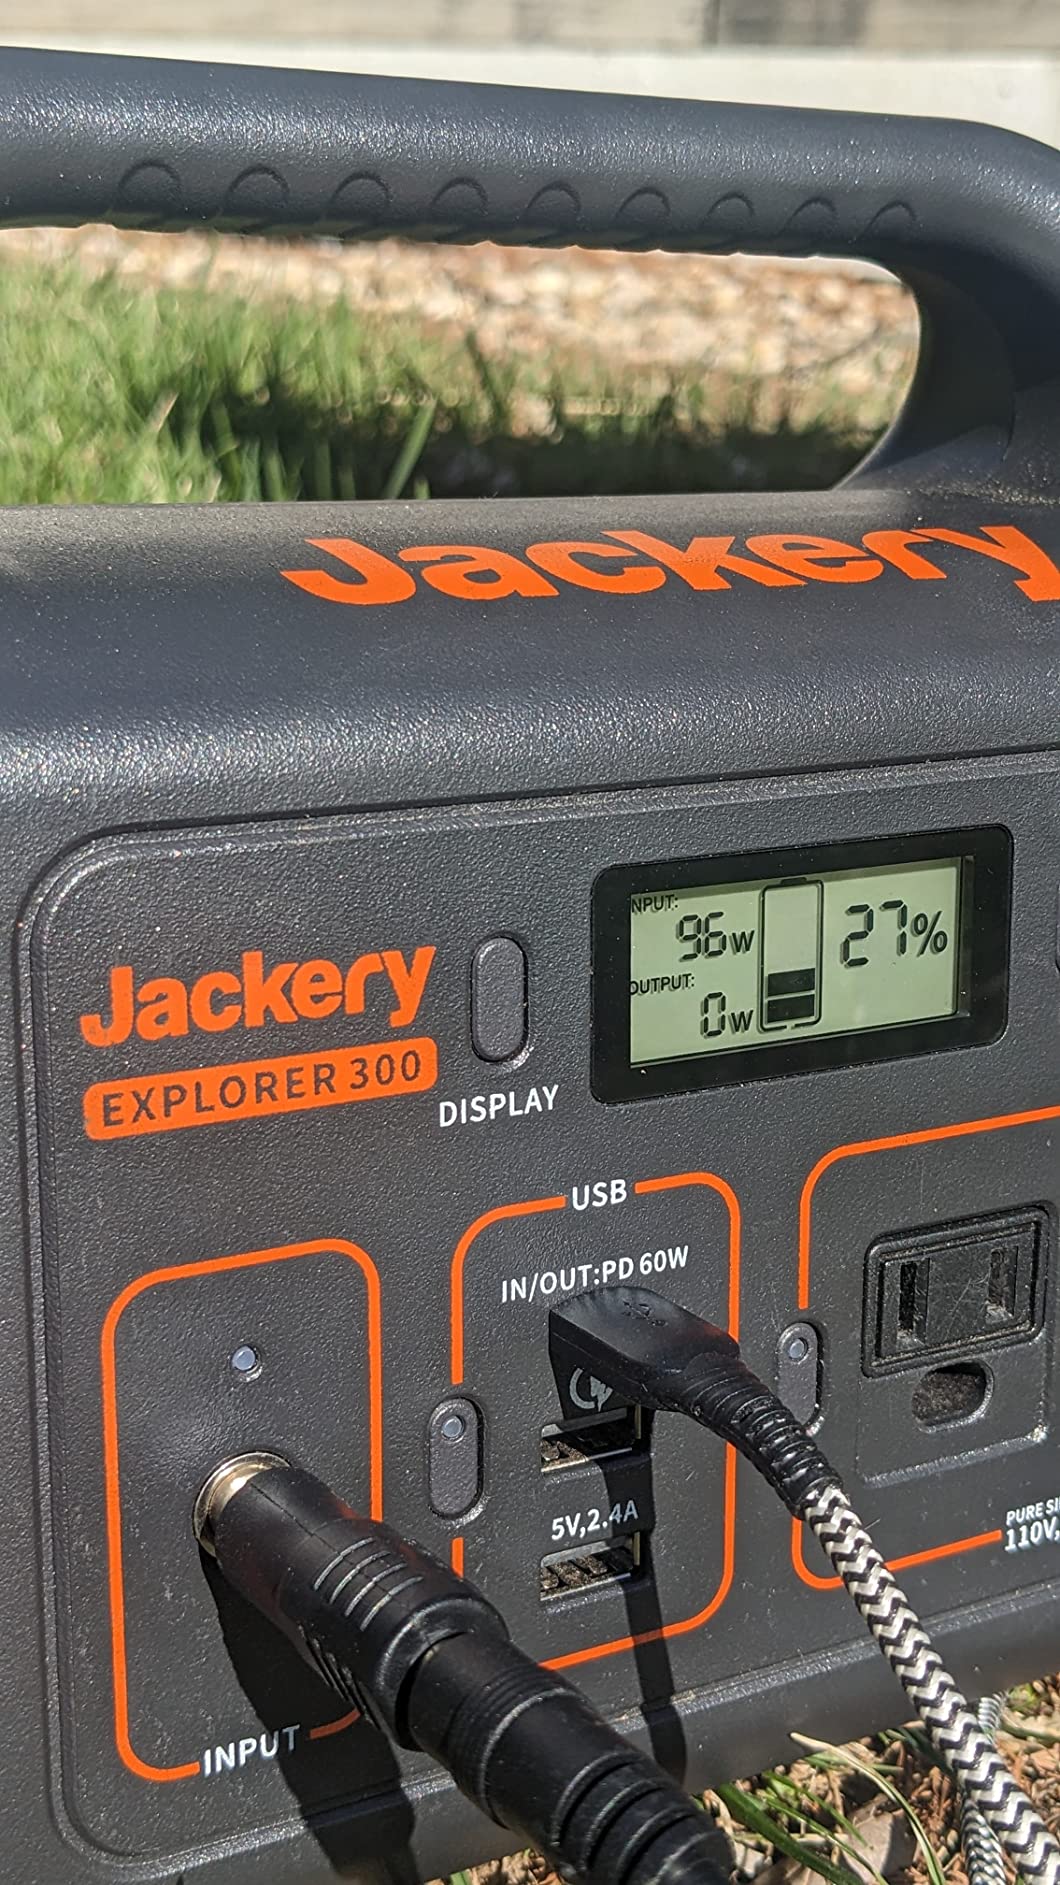 Jackery
NPUT:
96W
27%
OUTPUT:
0W
Jackery
EXPLORER 300
DISPLAY
USB
IN/OUT:PD 60W
5V,2.4A
PURE SI
110V,
INPUT